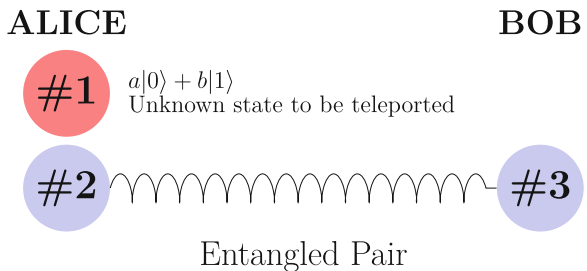 ALICE
BOB
#1
a|0⟩ + b|1⟩
Unknown state to be teleported
#2
#3
Entangled Pair